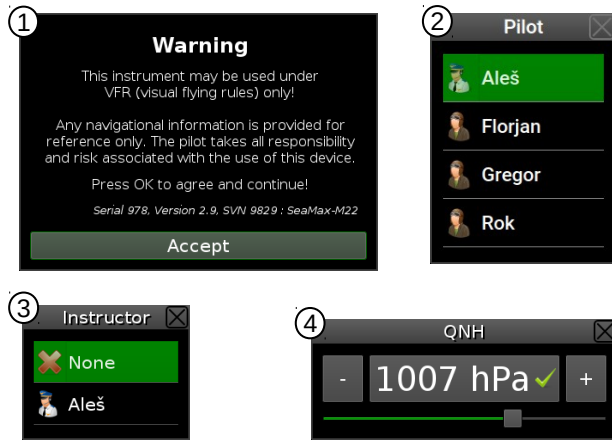 1
Warning
This instrument may be used under
VFR (visual flying rules) only!
Any navigational information is provided for
reference only. The pilot takes all responsibility
and risk associated with the use of this device.
Press OK to agree and continue!
Serial 978, Version 2.9, SVN 9829 : SeaMax-M22
Accept
2
Pilot
Aleš
Florjan
Gregor
Rok
3
Instructor
None
Aleš
4
QNH
- 1007 hPa +